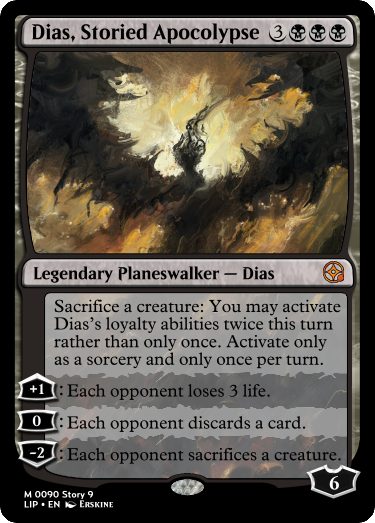 Dias, Storied Apocolypse 3
Legendary Planeswalker — Dias
Sacrifice a creature: You may activate
Dias's loyalty abilities twice this turn
rather than only once. Activate only
as a sorcery and only once per turn.
+1 : Each opponent loses 3 life.
0 : Each opponent discards a card.
-2 : Each opponent sacrifices a creature.
6
M 0090 Story 9
LIP • EN Erskine